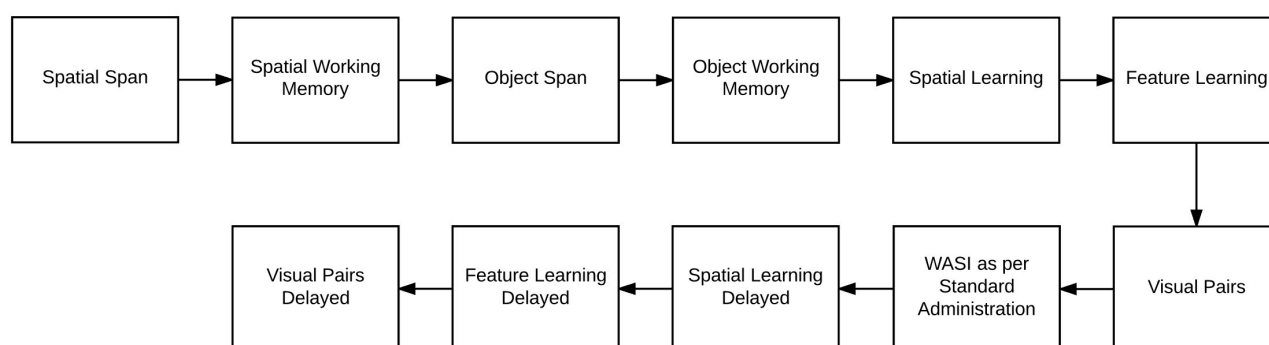 Spatial Span
Spatial Working
Memory
Object Span
Object Working
Memory
Spatial Learning
Feature Learning
Visual Pairs
WASI as per
Standard
Administration
Spatial Learning
Delayed
Feature Learning
Delayed
Visual Pairs
Delayed